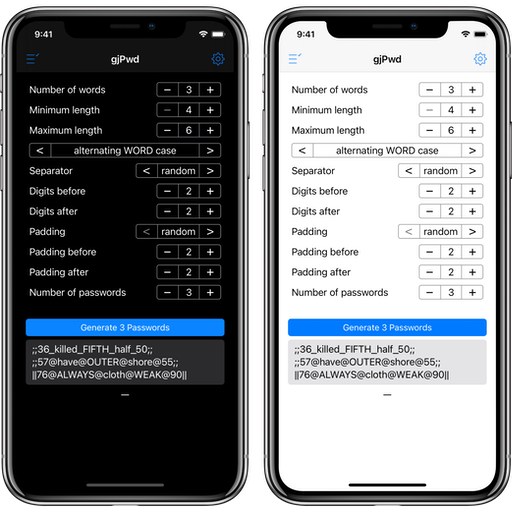 9:41
gjPwd
Number of words − 3 +
Minimum length − 4 +
Maximum length − 6 +
< alternating WORD case >
Separator < random >
Digits before − 2 +
Digits after − 2 +
Padding < random >
Padding before − 2 +
Padding after − 2 +
Number of passwords − 3 +
Generate 3 Passwords
;;36_killed_FIFTH_half_50;;
;;57@have@OUTER@shore@55;;
||76@ALWAYS@cloth@WEAK@90||
9:41
gjPwd
Number of words − 3 +
Minimum length − 4 +
Maximum length − 6 +
< alternating WORD case >
Separator < random >
Digits before − 2 +
Digits after − 2 +
Padding < random >
Padding before − 2 +
Padding after − 2 +
Number of passwords − 3 +
Generate 3 Passwords
;;36_killed_FIFTH_half_50;;
;;57@have@OUTER@shore@55;;
||76@ALWAYS@cloth@WEAK@90||